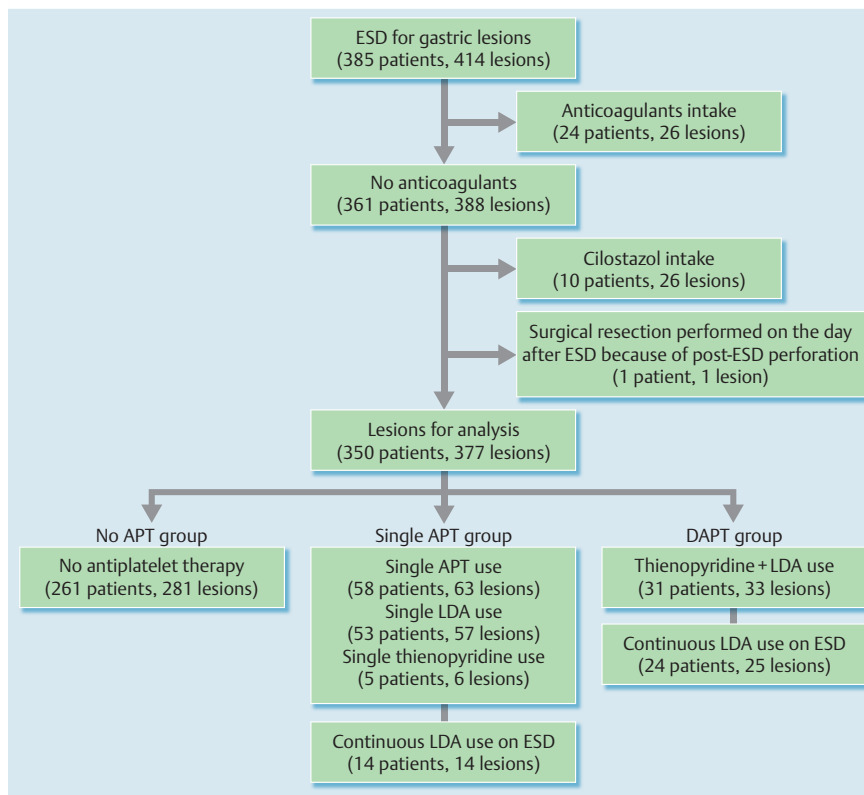 ESD for gastric lesions
(385 patients, 414 lesions)
Anticoagulants intake
(24 patients, 26 lesions)
No anticoagulants
(361 patients, 388 lesions)
Cilostazol intake
(10 patients, 26 lesions)
Surgical resection performed on the day
after ESD because of post-ESD perforation
(1 patient, 1 lesion)
Lesions for analysis
(350 patients, 377 lesions)
No APT group
No antiplatelet therapy
(261 patients, 281 lesions)
Single APT group
Single APT use
(58 patients, 63 lesions)
Single LDA use
(53 patients, 57 lesions)
Single thienopyridine use
(5 patients, 6 lesions)
Continuous LDA use on ESD
(14 patients, 14 lesions)
DAPT group
Thienopyridine + LDA use
(31 patients, 33 lesions)
Continuous LDA use on ESD
(24 patients, 25 lesions)